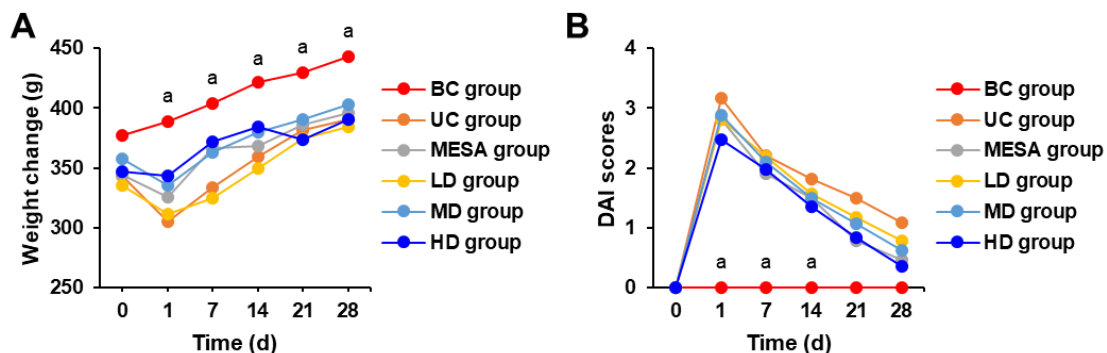 A
Weight change (g)
450
400
350
300
250
a
a
a
a
a
0 1 7 14 21 28
Time (d)
BC group
UC group
MESA group
LD group
MD group
HD group
B
DAI scores
4
3
2
1
0
a
a
a
0 1 7 14 21 28
Time (d)
BC group
UC group
MESA group
LD group
MD group
HD group